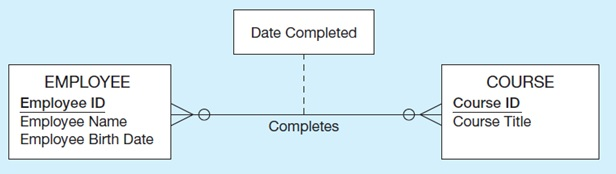 Date Completed
EMPLOYEE
Employee ID
Employee Name
Employee Birth Date
Completes
COURSE
Course ID
Course Title